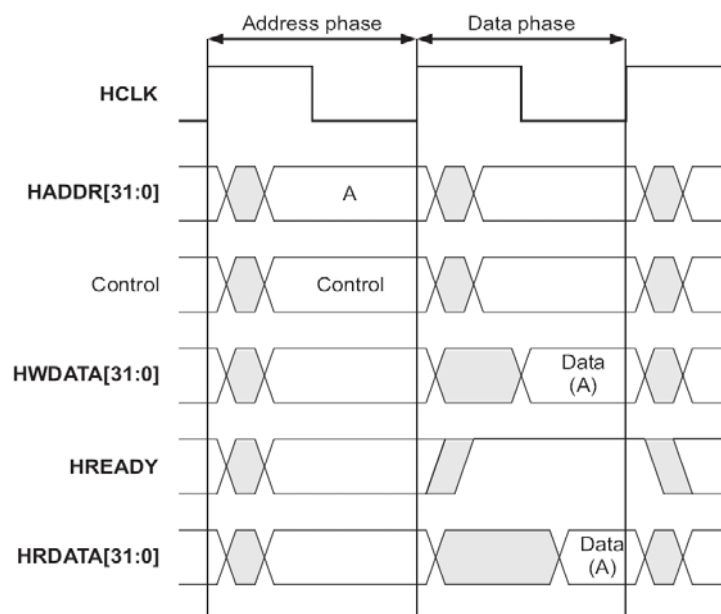 Address phase
Data phase
HCLK
HADDR[31:0]
A
Control
Control
HWDATA[31:0]
Data
(A)
HREADY
HRDATA[31:0]
Data
(A)